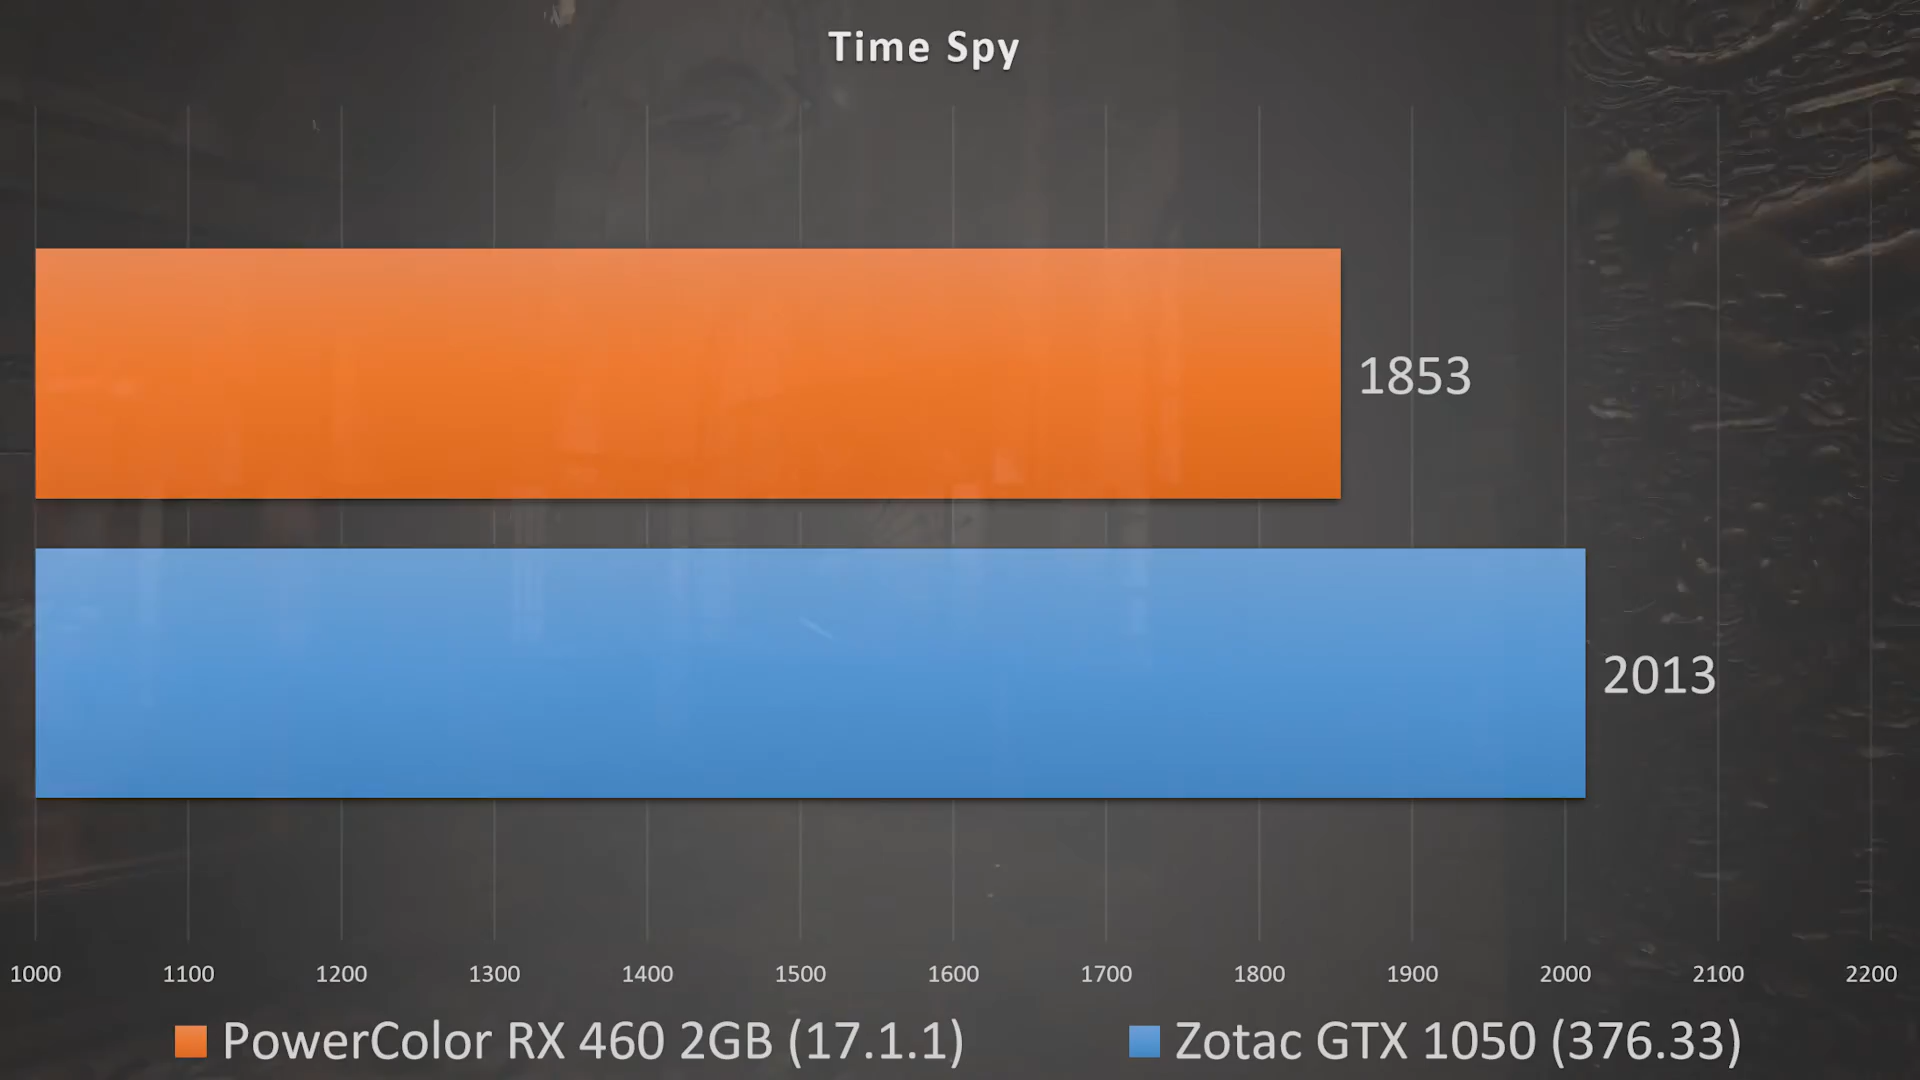 Time Spy
1853
2013
1000 1100 1200 1300 1400 1500 1600 1700 1800 1900 2000 2100 2200
PowerColor RX 460 2GB (17.1.1) Zotac GTX 1050 (376.33)